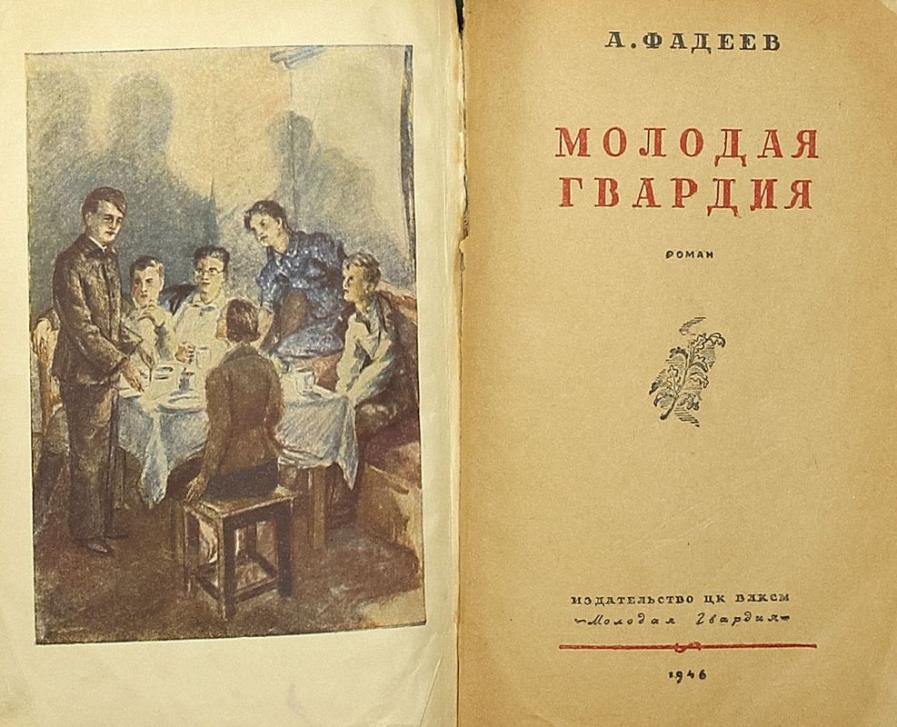 А. ФАДЕЕВ
МОЛОДАЯ
ГВАРДИЯ
РОМАН
ИЗДАТЕЛЬСТВО ЦК ВЛКСМ
«Молодая Гвардия»
1946